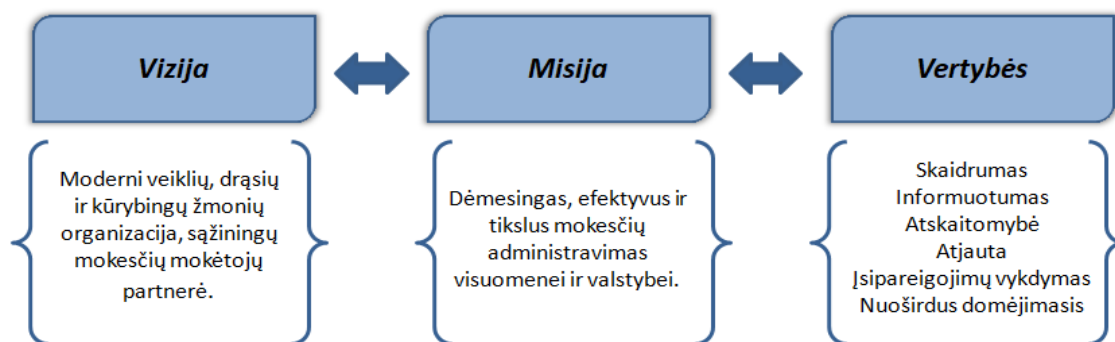 Vizija
Misija
Vertybės
Moderni veiklių, drąsių
ir kūrybingų žmonių
organizacija, sąžiningų
mokesčių mokėtojų
partnerė.
Dėmesingas, efektyvus ir
tikslus mokesčių
administravimas
visuomenei ir valstybei.
Skaidrumas
Informuotumas
Atskaitomybė
Atjauta
Įsipareigojimų vykdymas
Nuoširdus domėjimasis